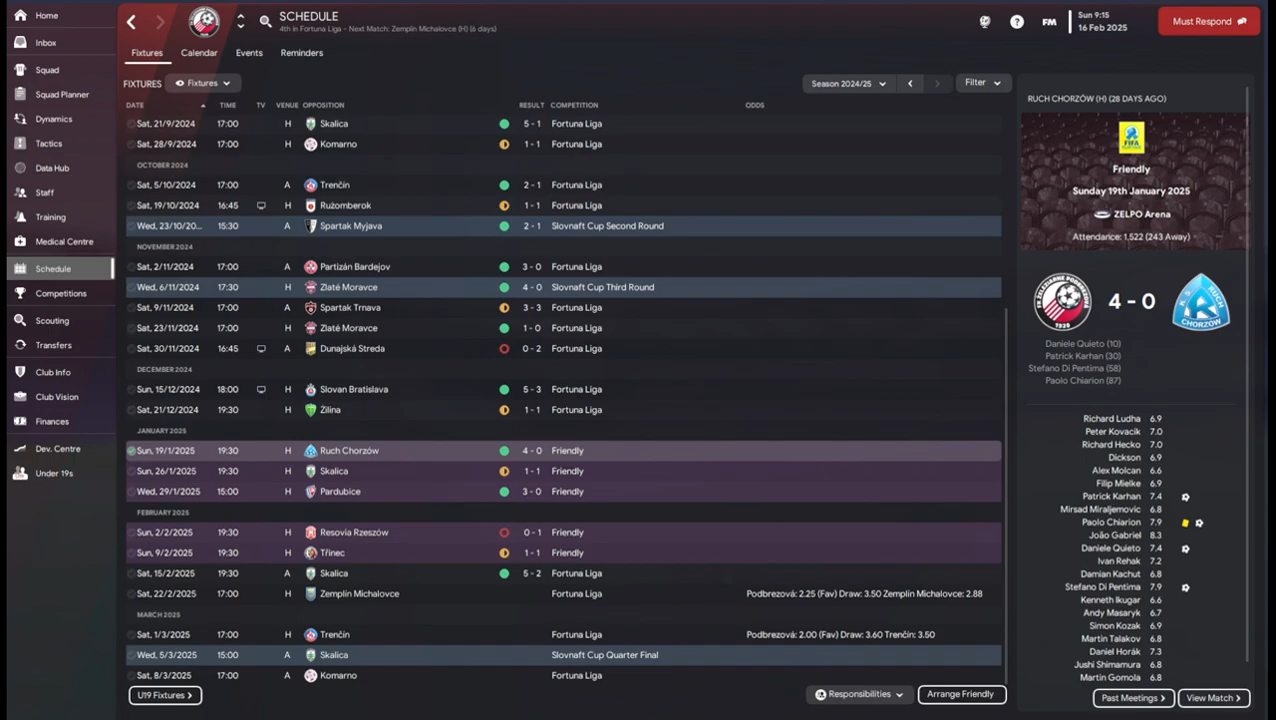 Home
Inbox
Squad
Squad Planner
Dynamics
Tactics
Data Hub
Staff
Training
Medical Centre
Schedule
Competitions
Scouting
Transfers
Club Info
Club Vision
Finances
Dev. Centre
Under 19s
SCHEDULE
4th in Fortuna Liga - Next Match: Zemplín Michalovce (H) (6 days)
FM
Sun 9:15
16 Feb 2025
Must Respond
Fixtures Calendar Events Reminders
FIXTURES Fixtures Season 2024/25 Filter
DATE TIME TV VENUE OPPOSITION RESULT COMPETITION ODDS
Sat, 21/9/2024 17:00 H Skalica 5 - 1 Fortuna Liga
Sat, 28/9/2024 17:00 H Komarno 1 - 1 Fortuna Liga
OCTOBER 2024
Sat, 5/10/2024 17:00 A Trenčín 2 - 1 Fortuna Liga
Sat, 19/10/2024 16:45 H Ružomberok 1 - 1 Fortuna Liga
Wed, 23/10/20... 15:30 A Spartak Myjava 2 - 1 Slovnaft Cup Second Round
NOVEMBER 2024
Sat, 2/11/2024 17:00 A Partizán Bardejov 3 - 0 Fortuna Liga
Wed, 6/11/2024 17:30 H Zlaté Moravce 4 - 0 Slovnaft Cup Third Round
Sat, 9/11/2024 17:00 A Spartak Trnava 3 - 3 Fortuna Liga
Sat, 23/11/2024 17:00 H Zlaté Moravce 1 - 0 Fortuna Liga
Sat, 30/11/2024 16:45 A Dunajská Streda 0 - 2 Fortuna Liga
DECEMBER 2024
Sun, 15/12/2024 18:00 H Slovan Bratislava 5 - 3 Fortuna Liga
Sat, 21/12/2024 19:30 H Žilina 1 - 1 Fortuna Liga
JANUARY 2025
Sun, 19/1/2025 19:30 H Ruch Chorzów 4 - 0 Friendly
Sun, 26/1/2025 19:30 H Skalica 1 - 1 Friendly
Wed, 29/1/2025 15:00 H Pardubice 3 - 0 Friendly
FEBRUARY 2025
Sun, 2/2/2025 19:30 H Resovia Rzeszów 0 - 1 Friendly
Sun, 9/2/2025 19:30 H Třinec 1 - 1 Friendly
Sat, 15/2/2025 19:30 A Skalica 5 - 2 Fortuna Liga
Sat, 22/2/2025 17:00 H Zemplín Michalovce Fortuna Liga Podbrezová: 2.25 (Fav) Draw: 3.50 Zemplín Michalovce: 2.88
MARCH 2025
Sat, 1/3/2025 17:00 H Trenčín Fortuna Liga Podbrezová: 2.00 (Fav) Draw: 3.60 Trenčín: 3.50
Wed, 5/3/2025 15:00 A Skalica Slovnaft Cup Quarter Final
Sat, 8/3/2025 17:00 A Komarno Fortuna Liga
U19 Fixtures Responsibilities Arrange Friendly
RUCH CHORZÓW (H) (28 DAYS AGO)
Friendly
Sunday 19th January 2025
ZELPO Arena
Attendance: 1,522 (243 Away)
4 - 0
Daniele Quieto (10)
Patrick Karhan (30)
Stefano Di Pentima (58)
Paolo Chiarion (87)
Richard Ludha 6.9
Peter Kovacik 7.0
Richard Hecko 7.0
Dickson 6.9
Alex Molcan 6.6
Filip Mielke 6.9
Patrick Karhan 7.4
Mirsad Miraljemovic 6.8
Paolo Chiarion 7.9
João Gabriel 8.3
Daniele Quieto 7.4
Ivan Rehak 7.2
Damian Kachut 6.8
Stefano Di Pentima 7.9
Kenneth Ikugar 6.6
Andy Masaryk 6.7
Simon Kozak 6.9
Martin Talakov 6.8
Daniel Horák 7.3
Jushi Shimamura 6.8
Martin Gomola 6.8
Past Meetings View Match